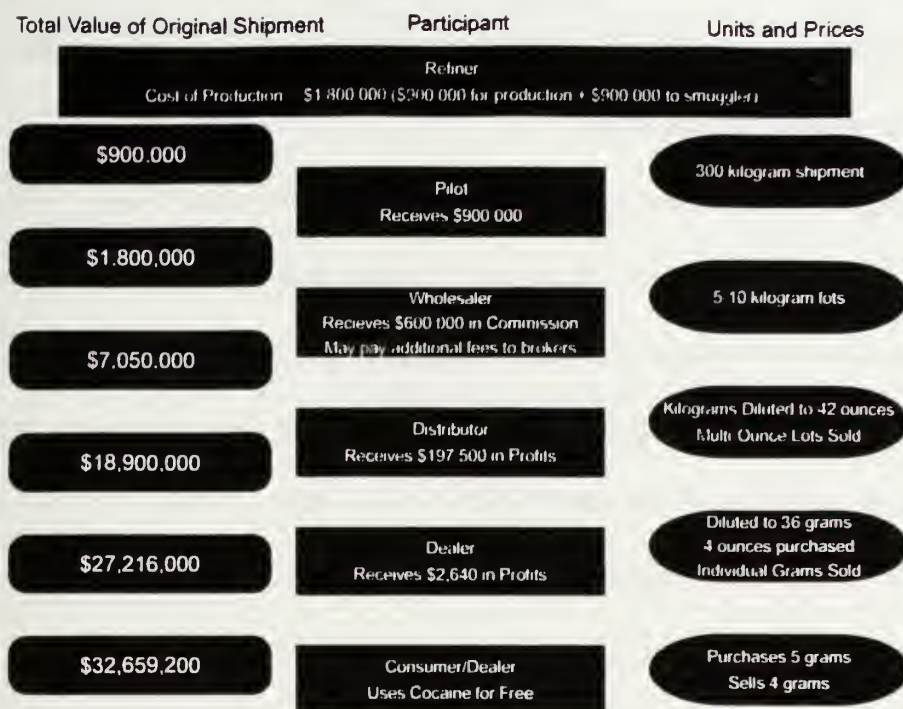 Total Value of Original Shipment
Participant
Units and Prices
Refiner
Cost of Production $1 800 000 ($900 000 for production + $900 000 to smuggler)
$900.000
Pilot
Receives $900 000
300 kilogram shipment
$1.800,000
Wholesaler
Recieves $600 000 in Commission
May pay additional fees to brokers
5 10 kilogram lots
$7,050.000
Distributor
Receives $197 500 in Profits
Kilograms Diluted to 42 ounces
Multi Ounce Lots Sold
$18,900,000
Dealer
Receives $2,640 in Profits
Diluted to 36 grams
4 ounces purchased
Individual Grams Sold
$27,216,000
Consumer/Dealer
Uses Cocaine for Free
Purchases 5 grams
Sells 4 grams
$32,659,200